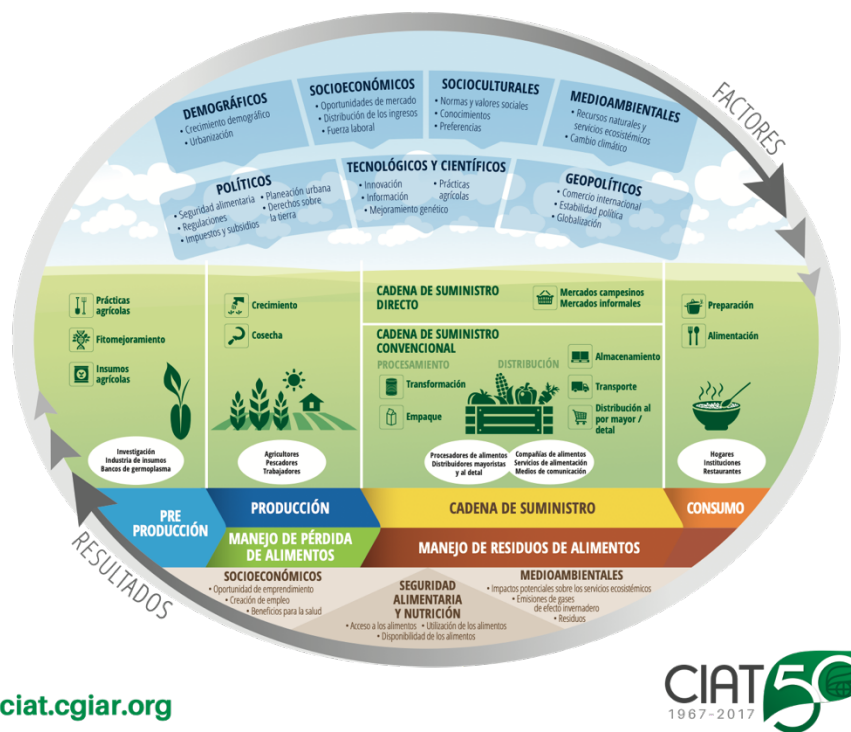 FACTORES
DEMOGRÁFICOS
• Crecimiento demográfico
• Urbanización
SOCIOECONÓMICOS
• Oportunidades de mercado
• Distribución de los ingresos
• Fuerza laboral
SOCIOCULTURALES
• Normas y valores sociales
• Conocimientos
• Preferencias
MEDIOAMBIENTALES
• Recursos naturales y
servicios ecosistémicos
• Cambio climático
POLÍTICOS
• Seguridad alimentaria
• Regulaciones
• Impuestos y subsidios
• Planeación urbana
• Derechos sobre
la tierra
TECNOLÓGICOS Y CIENTÍFICOS
• Innovación
• Información
• Mejoramiento genético
• Prácticas
agrícolas
GEOPOLÍTICOS
• Comercio internacional
• Estabilidad política
• Globalización
Prácticas
agrícolas
Fitomejoramiento
Insumos
agrícolas
Investigación
Industria de insumos
Bancos de germoplasma
Crecimiento
Cosecha
Agricultores
Pescadores
Trabajadores
CADENA DE SUMINISTRO
DIRECTO
Mercados campesinos
Mercados informales
CADENA DE SUMINISTRO
CONVENCIONAL
PROCESAMIENTO
Transformación
Empaque
DISTRIBUCIÓN
Almacenamiento
Transporte
Distribución al
por mayor /
detal
Procesadores de alimentos
Distribuidores mayoristas
y al detal
Compañías de alimentos
Servicios de alimentación
Medios de comunicación
Preparación
Alimentación
Hogares
Instituciones
Restaurantes
PRE
PRODUCCIÓN
PRODUCCIÓN
CADENA DE SUMINISTRO
CONSUMO
MANEJO DE PÉRDIDA
DE ALIMENTOS
MANEJO DE RESIDUOS DE ALIMENTOS
RESULTADOS
SOCIOECONÓMICOS
• Oportunidad de emprendimiento
• Creación de empleo
• Beneficios para la salud
SEGURIDAD
ALIMENTARIA
Y NUTRICIÓN
• Acceso a los alimentos • Utilización de los alimentos
• Disponibilidad de los alimentos
MEDIOAMBIENTALES
• Impactos potenciales sobre los servicios ecosistémicos
• Emisiones de gases
de efecto invernadero
• Residuos
ciat.cgiar.org
CIAT 50
1967-2017